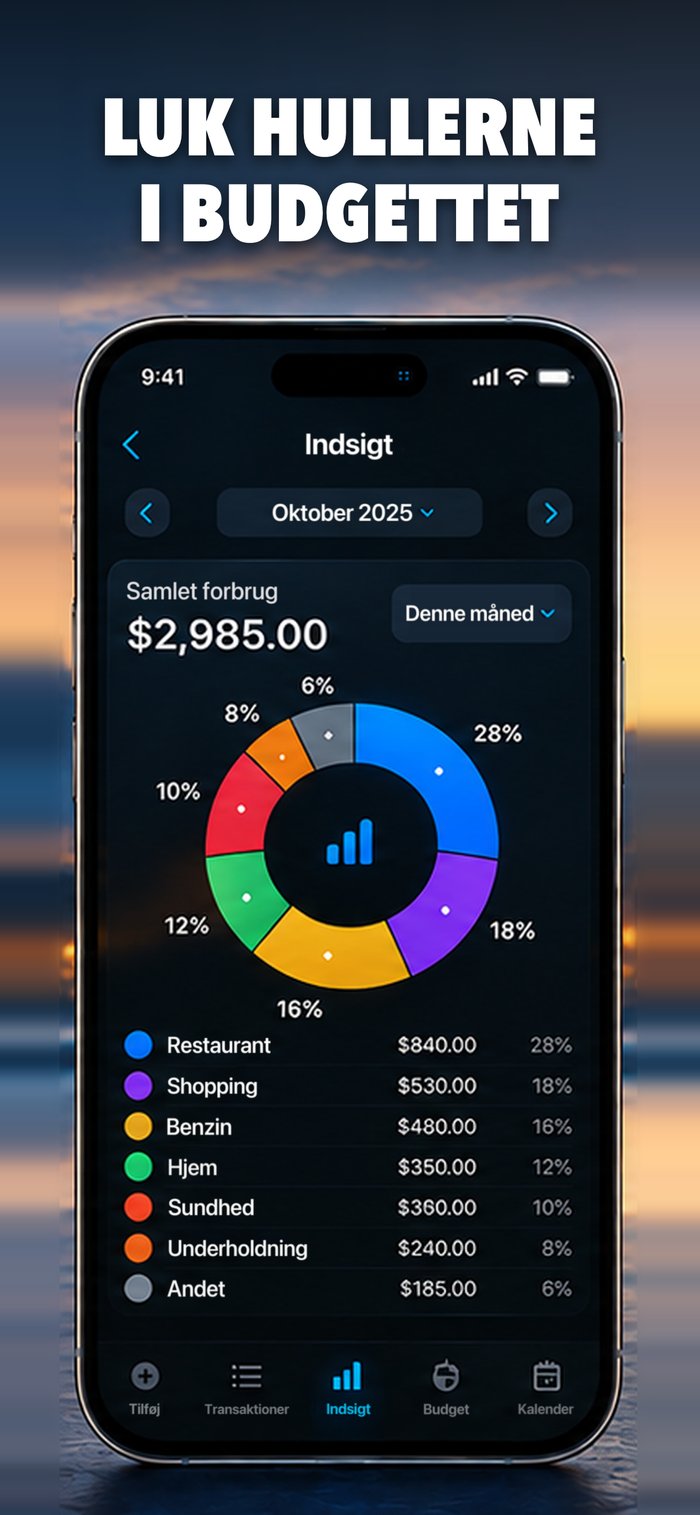 LUK HULLERNE
I BUDGETTET
9:41
Indsigt
Oktober 2025
Samlet forbrug
$2,985.00
Denne måned
6%
8%
28%
10%
12%
18%
16%
Restaurant $840.00 28%
Shopping $530.00 18%
Benzin $480.00 16%
Hjem $350.00 12%
Sundhed $360.00 10%
Underholdning $240.00 8%
Andet $185.00 6%
Tilføj Transaktioner Indsigt Budget Kalender